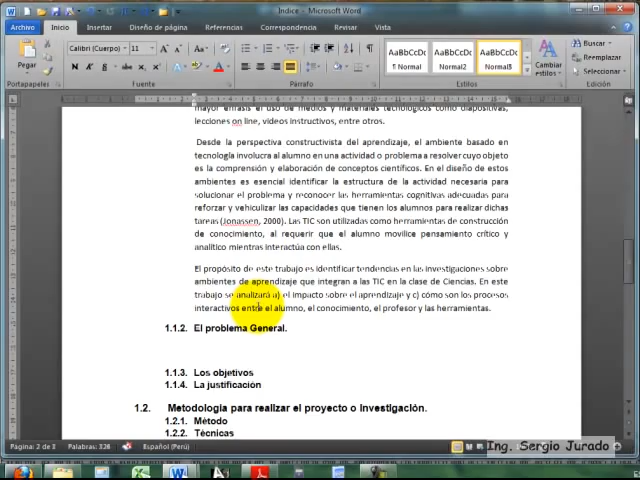 Indice - Microsoft Word
Archivo Inicio Insertar Diseño de página Referencias Correspondencia Revisar Vista
Calibri (Cuerpo) 11
Pegar
N K S
AaBbCcDc AaBbCcDc AaBbCcDc
¶ Normal Normal2 Normal3
Cambiar estilos
Buscar
Reemplazar
Seleccionar
Portapapeles Fuente Párrafo Estilos Edición
mayor énfasis el uso de medios y materiales tecnológicos como diapositivas,
lecciones on line, videos instructivos, entre otros.
Desde la perspectiva constructivista del aprendizaje, el ambiente basado en
tecnología involucra al alumno en una actividad o problema a resolver cuyo objeto
es la comprensión y elaboración de conceptos científicos. En el diseño de estos
ambientes es esencial identificar la estructura de la actividad necesaria para
solucionar el problema y reconocer las herramientas cognitivas adecuadas para
reforzar y vehiculizar las capacidades que tienen los alumnos para realizar dichas
tareas (Jonassen, 2000). Las TIC son utilizadas como herramientas de construcción
de conocimiento, al requerir que el alumno movilice pensamiento crítico y
analítico mientras interactúa con ellas.
El propósito de este trabajo es identificar tendencias en las investigaciones sobre
ambientes de aprendizaje que integran a las TIC en la clase de Ciencias. En este
trabajo se analizará a) el impacto sobre el aprendizaje y c) cómo son los procesos
interactivos entre el alumno, el conocimiento, el profesor y las herramientas.
1.1.2. El problema General.
1.1.3. Los objetivos
1.1.4. La justificación
1.2. Metodología para realizar el proyecto o Investigación.
1.2.1. Método
1.2.2. Técnicas
Página: 2 de 3 Palabras: 326 Español (Perú)
Ing. Sergio Jurado